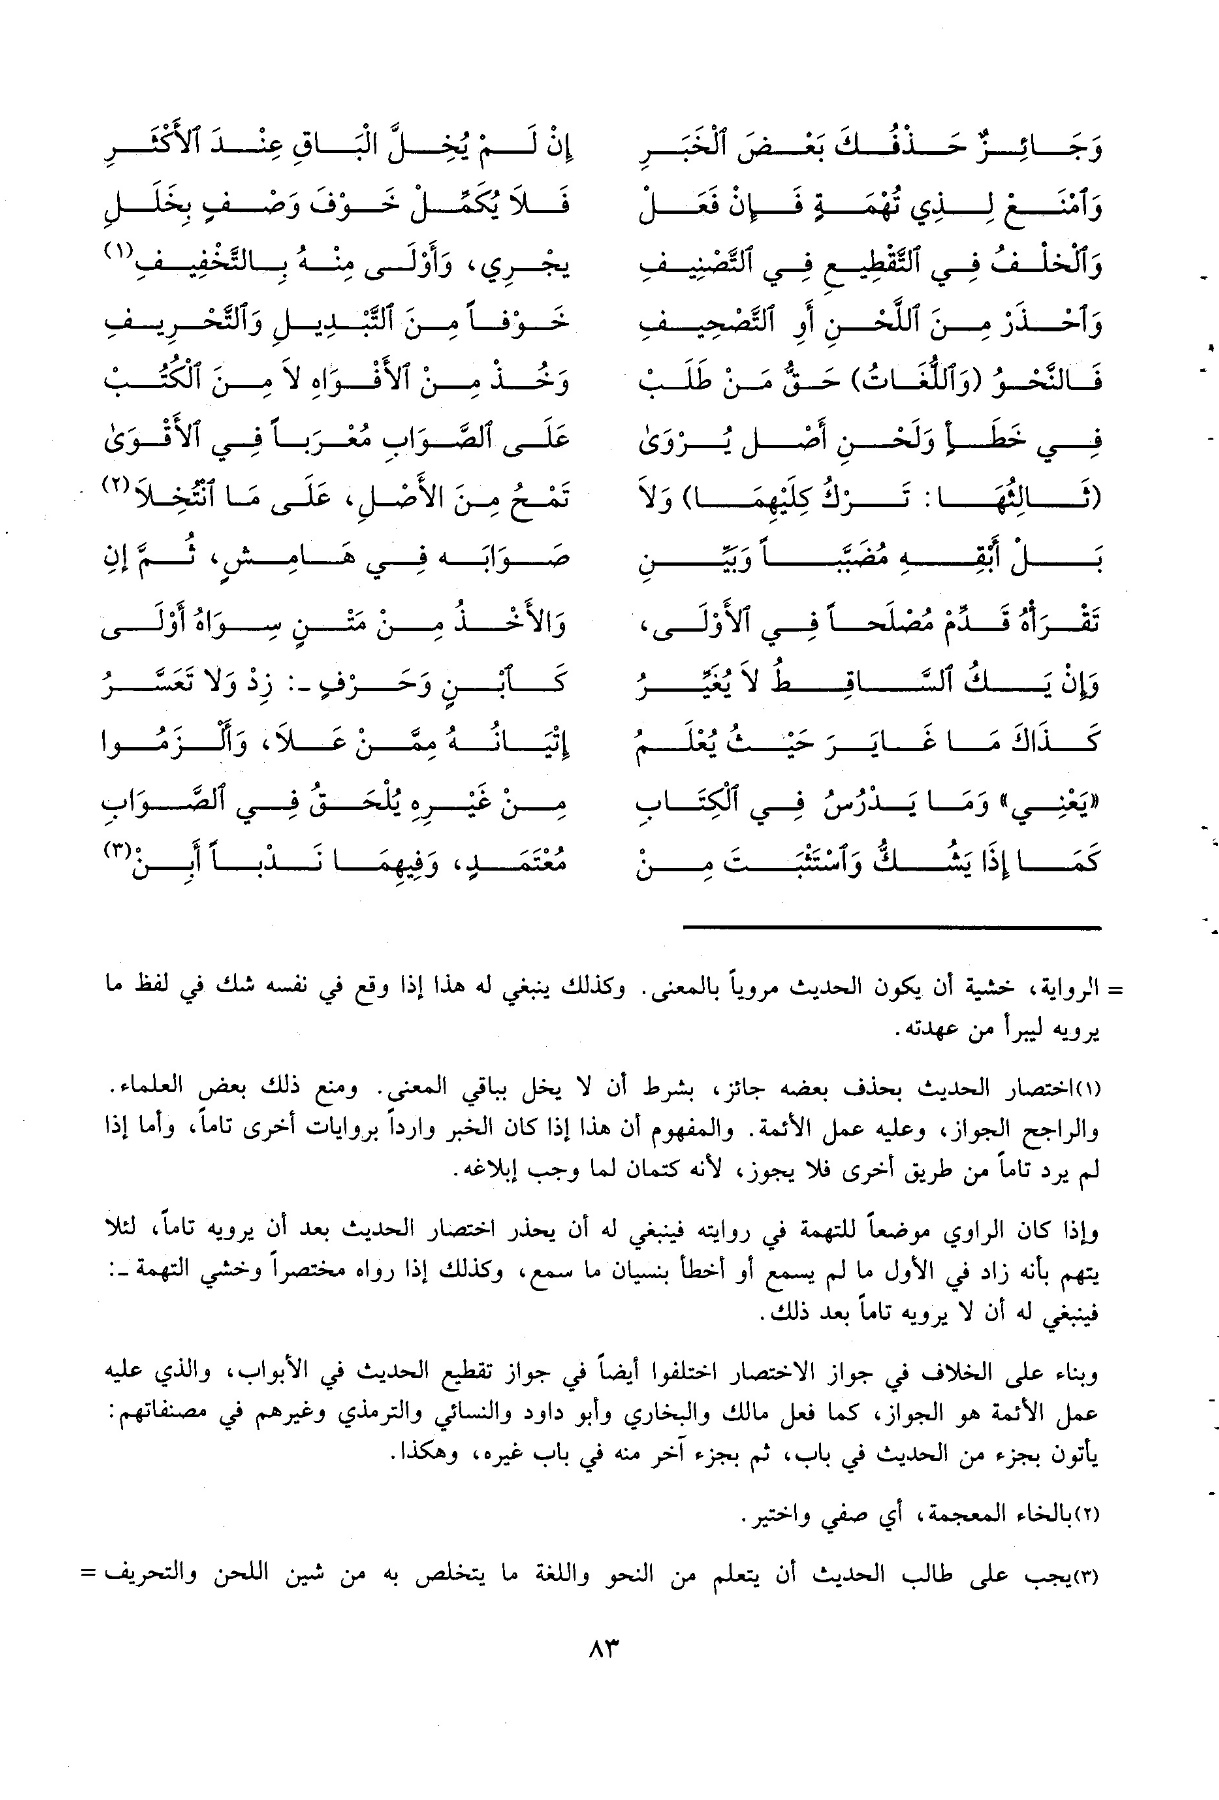 وَجَائِزٌ حَذْفُكَ بَعْضَ ٱلْخَبَرِ إِنْ لَمْ يُخِلَّ الْبَاقِ عِنْدَ ٱلأَكْثَرِ
وَٱمْنَعْ لِذِي تُهْمَةٍ فَإِنْ فَعَلْ فَلاَ يُكَمِّلْ خَوْفَ وَصْفٍ بِخَلَلِ
وَٱلْخُلْفُ فِي ٱلتَّقْطِيعِ فِي ٱلتَّصْنِيفِ يجْرِي، وَأَوْلَى مِنْهُ بِالتَّخْفِيفِ(١)
وَٱحْذَرْ مِنَ ٱللَّحْنِ أَوِ ٱلتَّصْحِيفِ خَوْفاً مِنَ ٱلتَّبْدِيلِ وَٱلتَّحْرِيفِ
فَالنَّحْوُ (وَٱللُّغَاتُ) حَقُّ مَنْ طَلَبْ وَخُذْ مِنْ ٱلأَفْوَاهِ لاَ مِنَ ٱلْكُتُبْ
فِي خَطَأٍ وَلَحْنِ أَصْلٍ يُرْوَىٰ عَلَى ٱلصَّوَابِ مُعْرَباً فِي ٱلأَقْوَىٰ
(ثَالِثُهَا: تَرْكُ كِلَيْهِمَا) وَلاَ تَمْحُ مِنَ الأَصْلِ، عَلَى مَا ٱنْتُخِلاَ(٢)
بَلْ أَبْقِهِ مُضَبَّباً وَبَيِّنِ صَوَابَه فِي هَامِشٍ، ثُمَّ إِنِ
تَقْرَأْهُ قَدِّمْ مُصْلَحاً فِي ٱلأَوْلَى، وَالأَخْذُ مِنْ مَتْنٍ سِوَاهُ أَوْلَى
وَإِنْ يَكُ ٱلسَّاقِطُ لاَ يُغَيِّرُ كَٱبْنٍ وَحَرْفٍ -: زِدْ وَلا تَعَسَّرُ
كَذَاكَ مَا غَايَرَ حَيْثُ يُعْلَمُ إِتْيَانُهُ مِمَّنْ عَلاَ، وَأَلْزَمُوا
«يَعْنِي» وَمَا يَدْرُسُ فِي ٱلْكِتَابِ مِنْ غَيْرِهِ يُلْحَقُ فِي ٱلصَّوَابِ
كَمَا إِذَا يَشُكُّ وَٱسْتَثْبَتَ مِنْ مُعْتَمَدٍ، وَفِيهِمَا نَدْباً أَبِنْ(٣)
= الرواية، خشية أن يكون الحديث مروياً بالمعنى. وكذلك ينبغي له هذا إذا وقع في نفسه شك في لفظ ما
يرويه ليبرأ من عهدته.
(١)اختصار الحديث بحذف بعضه جائز، بشرط أن لا يخل بباقي المعنى. ومنع ذلك بعض العلماء.
والراجح الجواز، وعليه عمل الأئمة. والمفهوم أن هذا إذا كان الخبر وارداً بروايات أخرى تاماً، وأما إذا
لم يرد تاماً من طريق أخرى فلا يجوز، لأنه كتمان لما وجب إبلاغه.
وإذا كان الراوي موضعاً للتهمة في روايته فينبغي له أن يحذر اختصار الحديث بعد أن يرويه تاماً، لئلا
يتهم بأنه زاد في الأول ما لم يسمع أو أخطأ بنسيان ما سمع، وكذلك إذا رواه مختصراً وخشي التهمة -:
فينبغي له أن لا يرويه تاماً بعد ذلك.
وبناء على الخلاف في جواز الاختصار اختلفوا أيضاً في جواز تقطيع الحديث في الأبواب، والذي عليه
عمل الأئمة هو الجواز، كما فعل مالك والبخاري وأبو داود والنسائي والترمذي وغيرهم في مصنفاتهم:
يأتون بجزء من الحديث في باب، ثم بجزء آخر منه في باب غيره، وهكذا.
(٢)بالخاء المعجمة، أي صفي واختير.
(٣)يجب على طالب الحديث أن يتعلم من النحو واللغة ما يتخلص به من شين اللحن والتحريف =
٨٣